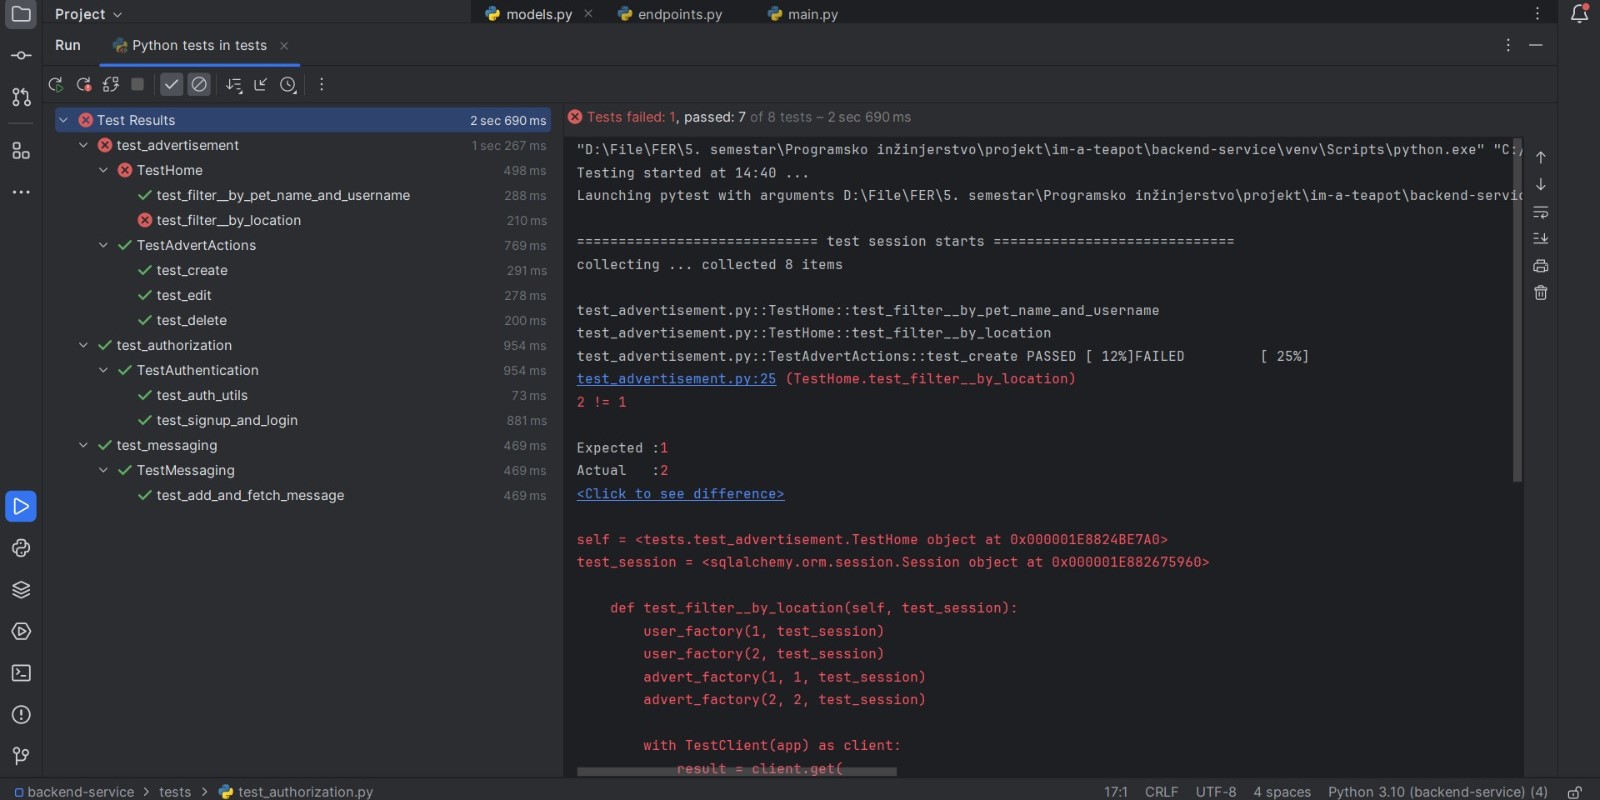 Project
models.py
endpoints.py
main.py
Run
Python tests in tests
Test Results 2 sec 690 ms
test_advertisement 1 sec 267 ms
TestHome 498 ms
test_filter__by_pet_name_and_username 288 ms
test_filter__by_location 210 ms
TestAdvertActions 769 ms
test_create 291 ms
test_edit 278 ms
test_delete 200 ms
test_authorization 954 ms
TestAuthentication 954 ms
test_auth_utils 73 ms
test_signup_and_login 881 ms
test_messaging 469 ms
TestMessaging 469 ms
test_add_and_fetch_message 469 ms
Tests failed: 1, passed: 7 of 8 tests – 2 sec 690 ms
"D:\File\FER\5. semestar\Programsko inžinjerstvo\projekt\im-a-teapot\backend-service\venv\Scripts\python.exe" "C:/
Testing started at 14:40 ...
Launching pytest with arguments D:\File\FER\5. semestar\Programsko inžinjerstvo\projekt\im-a-teapot\backend-servic
============================= test session starts =============================
collecting ... collected 8 items
test_advertisement.py::TestHome::test_filter__by_pet_name_and_username
test_advertisement.py::TestHome::test_filter__by_location
test_advertisement.py::TestAdvertActions::test_create PASSED [ 12%]FAILED [ 25%]
test_advertisement.py:25 (TestHome.test_filter__by_location)
2 != 1
Expected :1
Actual   :2
<Click to see difference>
self = <tests.test_advertisement.TestHome object at 0x000001E8824BE7A0>
test_session = <sqlalchemy.orm.session.Session object at 0x000001E882675960>
def test_filter__by_location(self, test_session):
user_factory(1, test_session)
user_factory(2, test_session)
advert_factory(1, 1, test_session)
advert_factory(2, 2, test_session)
with TestClient(app) as client:
result = client.get(
backend-service > tests > test_authorization.py
17:1 CRLF UTF-8 4 spaces Python 3.10 (backend-service) (4)